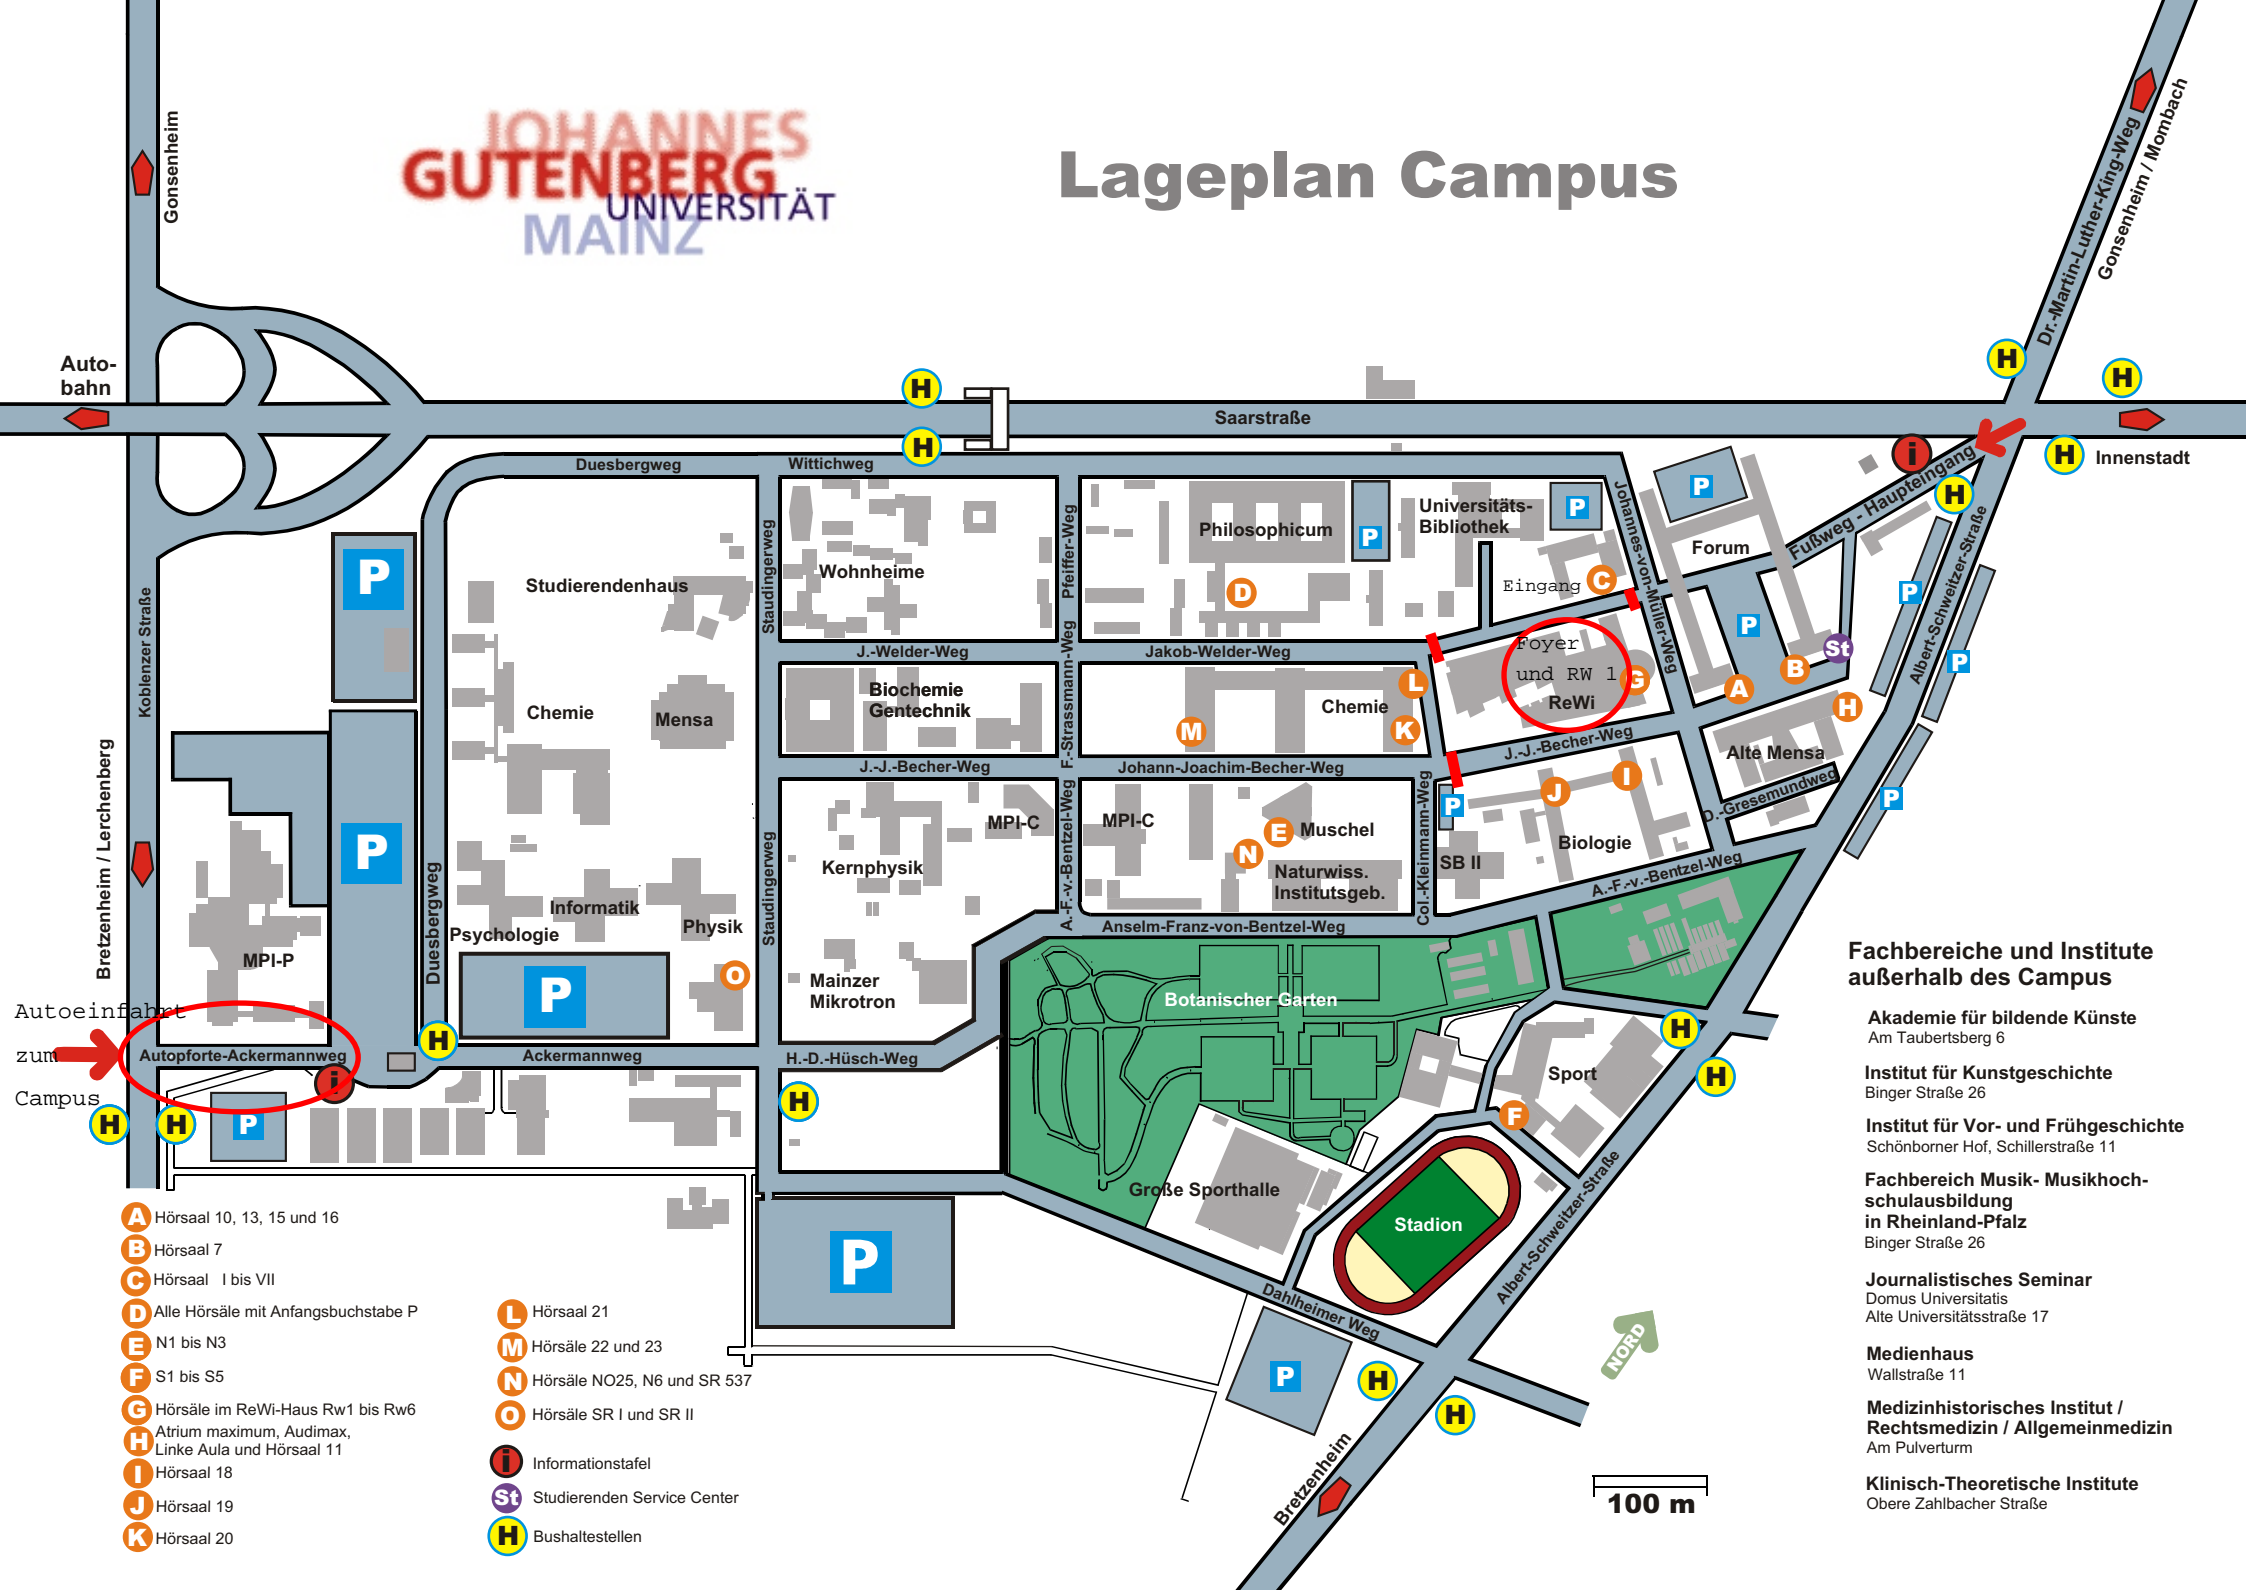 JOHANNES
GUTENBERG
UNIVERSITÄT
MAINZ
Lageplan Campus
Gonsenheim
Dr.-Martin-Luther-King-Weg
Gonsenheim / Mombach
Auto-
bahn
H
H
H
H
H
Saarstraße
i
Innenstadt
Fußweg - Haupteingang
H
Duesbergweg
Wittichweg
Koblenzer Straße
Bretzenheim / Lerchenberg
P
P
Duesbergweg
Studierendenhaus
Chemie
Mensa
Staudingerweg
Wohnheime
Pfeiffer-Weg
Philosophicum
D
P
Universitäts-
Bibliothek
P
Eingang
C
Johannes-von-Müller-Weg
P
Forum
P
P
P
P
St
B
A
H
Albert-Schweitzer-Straße
J.-Welder-Weg
Jakob-Welder-Weg
Foyer
und RW 1
G
ReWi
Biochemie
Gentechnik
F.-Strassmann-Weg
Chemie
L
M
K
J.-J.-Becher-Weg
Johann-Joachim-Becher-Weg
J.-J.-Becher-Weg
Alte Mensa
D.-Gresemundweg
Staudingerweg
Kernphysik
MPI-C
A.-F.-v.-Bentzel-Weg
MPI-C
E
Muschel
N
Naturwiss.
Institutsgeb.
Col.-Kleinmann-Weg
P
SB II
J
I
Biologie
A.-F.-v.-Bentzel-Weg
Anselm-Franz-von-Bentzel-Weg
Psychologie
Informatik
Physik
O
P
MPI-P
Mainzer
Mikrotron
Botanischer Garten
Autoeinfahrt
zum
Campus
Autopforte-Ackermannweg
i
H
Ackermannweg
H.-D.-Hüsch-Weg
H
H
H
P
Sport
H
H
F
Große Sporthalle
Stadion
P
Dahlheimer Weg
Albert-Schweitzer-Straße
P
H
H
Bretzenheim
NORD
100 m
A Hörsaal 10, 13, 15 und 16
B Hörsaal 7
C Hörsaal I bis VII
D Alle Hörsäle mit Anfangsbuchstabe P
E N1 bis N3
F S1 bis S5
G Hörsäle im ReWi-Haus Rw1 bis Rw6
H Atrium maximum, Audimax,
Linke Aula und Hörsaal 11
I Hörsaal 18
J Hörsaal 19
K Hörsaal 20
L Hörsaal 21
M Hörsäle 22 und 23
N Hörsäle NO25, N6 und SR 537
O Hörsäle SR I und SR II
i Informationstafel
St Studierenden Service Center
H Bushaltestellen
Fachbereiche und Institute
außerhalb des Campus
Akademie für bildende Künste
Am Taubertsberg 6
Institut für Kunstgeschichte
Binger Straße 26
Institut für Vor- und Frühgeschichte
Schönborner Hof, Schillerstraße 11
Fachbereich Musik- Musikhoch-
schulausbildung
in Rheinland-Pfalz
Binger Straße 26
Journalistisches Seminar
Domus Universitatis
Alte Universitätsstraße 17
Medienhaus
Wallstraße 11
Medizinhistorisches Institut /
Rechtsmedizin / Allgemeinmedizin
Am Pulverturm
Klinisch-Theoretische Institute
Obere Zahlbacher Straße